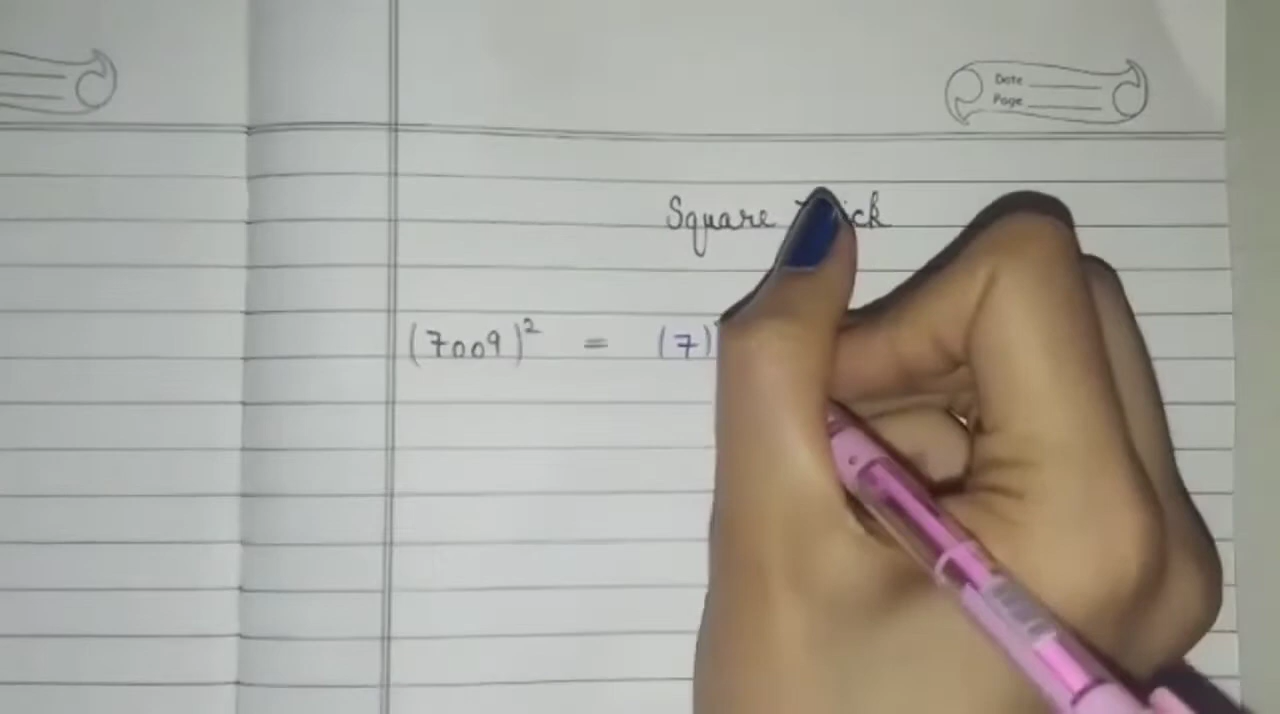 Date
Page
Square
(7009)² = (7)